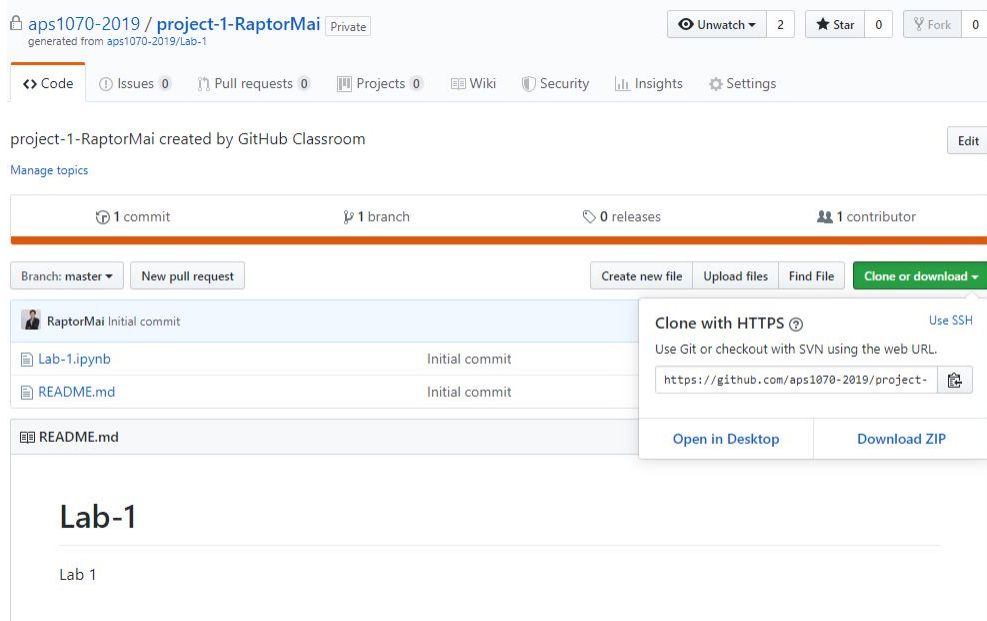 aps1070-2019 / project-1-RaptorMai Private
Unwatch 2 Star 0 Fork 0
generated from aps1070-2019/Lab-1
Code Issues 0 Pull requests 0 Projects 0 Wiki Security Insights Settings
project-1-RaptorMai created by GitHub Classroom
Edit
Manage topics
1 commit 1 branch 0 releases 1 contributor
Branch: master New pull request Create new file Upload files Find File Clone or download
RaptorMai Initial commit
Lab-1.ipynb Initial commit
README.md Initial commit
Clone with HTTPS ? Use SSH
Use Git or checkout with SVN using the web URL.
https://github.com/aps1070-2019/project-
Open in Desktop Download ZIP
README.md
Lab-1
Lab 1